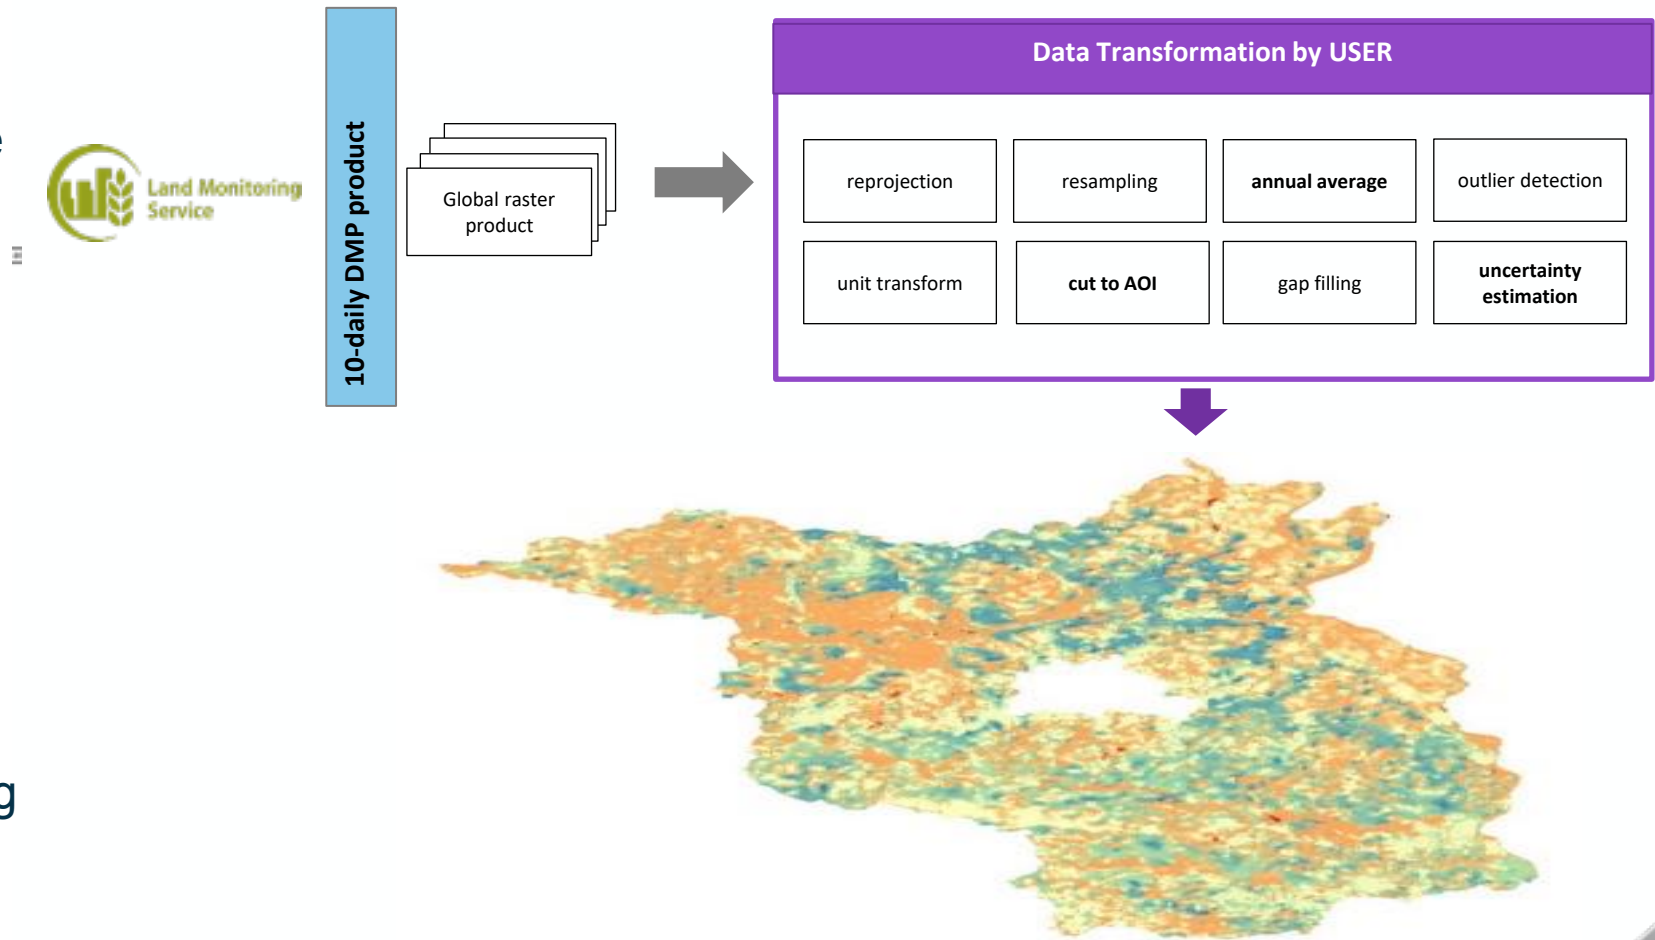 Land Monitoring
Service
10-daily DMP product
Global raster
product
Data Transformation by USER
reprojection
resampling
annual average
outlier detection
unit transform
cut to AOI
gap filling
uncertainty
estimation
e
g